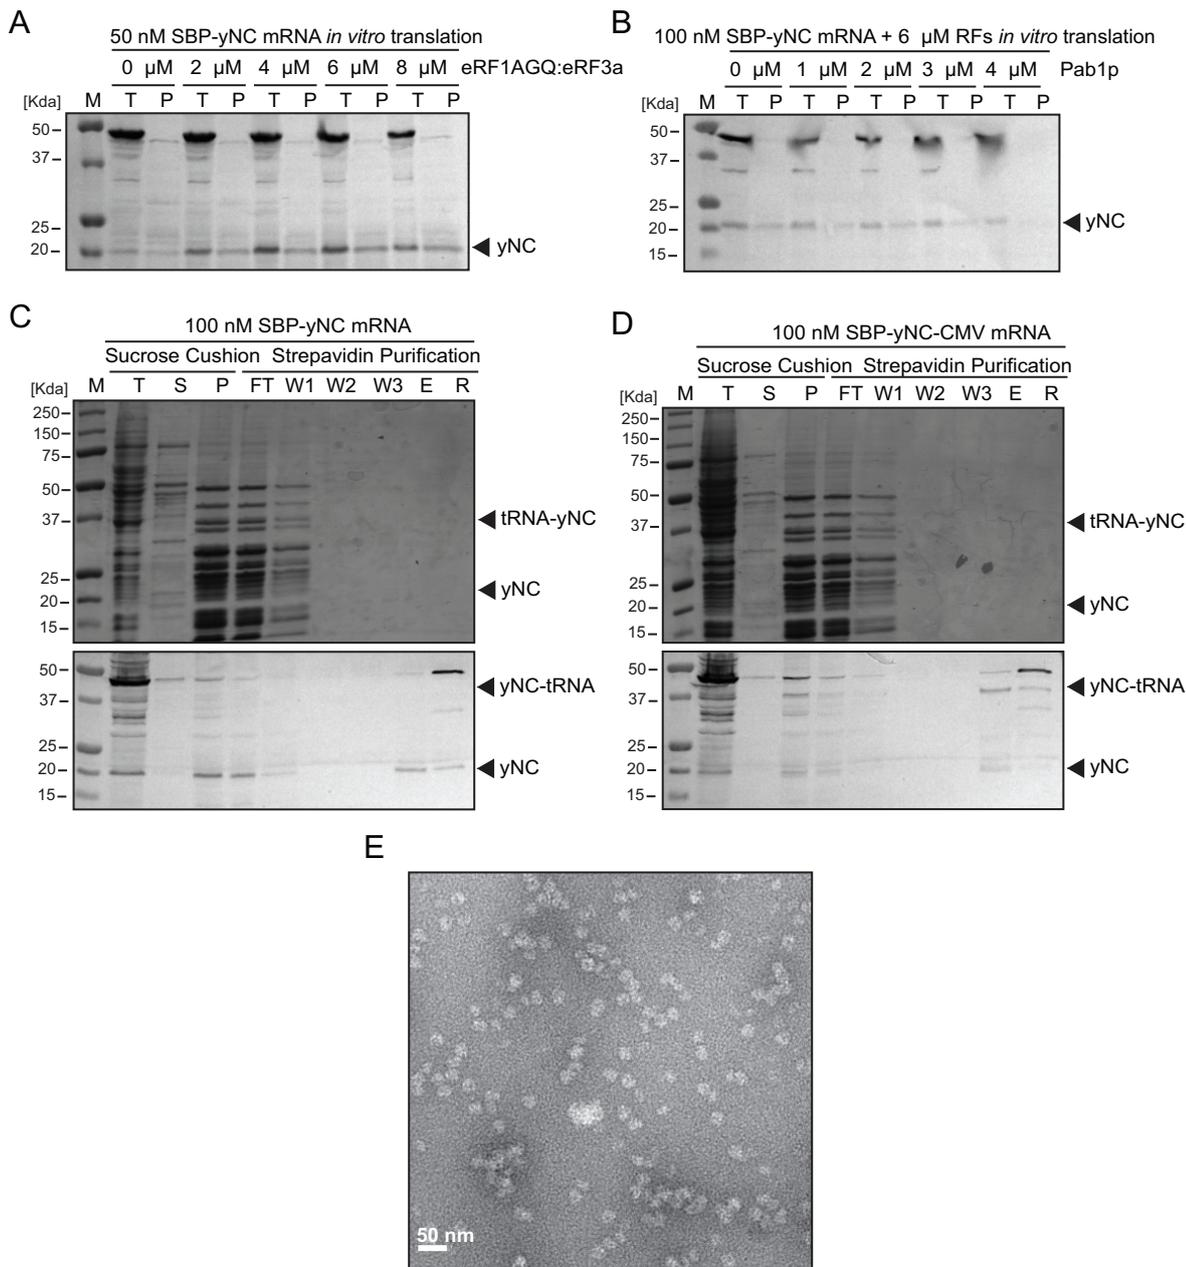 A
50 nM SBP-yNC mRNA in vitro translation
0 µM 2 µM 4 µM 6 µM 8 µM eRF1AGQ:eRF3a
[Kda] M T P T P T P T P T P
50
37
25
20
yNC
B
100 nM SBP-yNC mRNA + 6 µM RFs in vitro translation
0 µM 1 µM 2 µM 3 µM 4 µM Pab1p
[Kda] M T P T P T P T P T P
50
37
25
20
15
yNC
C
100 nM SBP-yNC mRNA
Sucrose Cushion Strepavidin Purification
[Kda] M T S P FT W1 W2 W3 E R
250
150
75
50
37
25
20
15
tRNA-yNC
yNC
50
37
25
20
15
yNC-tRNA
yNC
D
100 nM SBP-yNC-CMV mRNA
Sucrose Cushion Strepavidin Purification
[Kda] M T S P FT W1 W2 W3 E R
250
150
75
50
37
25
20
15
tRNA-yNC
yNC
50
37
25
20
15
yNC-tRNA
yNC
E
50 nm